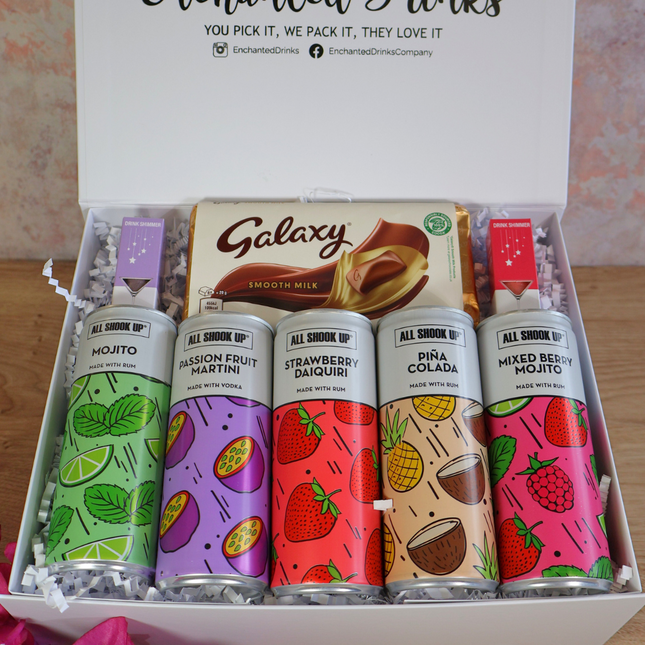 Enchanted Drinks
YOU PICK IT, WE PACK IT, THEY LOVE IT
EnchantedDrinks EnchantedDrinksCompany
DRINK SHIMMER
Galaxy
SMOOTH MILK
DRINK SHIMMER
ALL SHOOK UP
MOJITO
MADE WITH RUM
ALL SHOOK UP
PASSION FRUIT
MARTINI
MADE WITH VODKA
ALL SHOOK UP
STRAWBERRY
DAIQUIRI
MADE WITH RUM
ALL SHOOK UP
PIÑA
COLADA
MADE WITH RUM
ALL SHOOK UP
MIXED BERRY
MOJITO
MADE WITH RUM